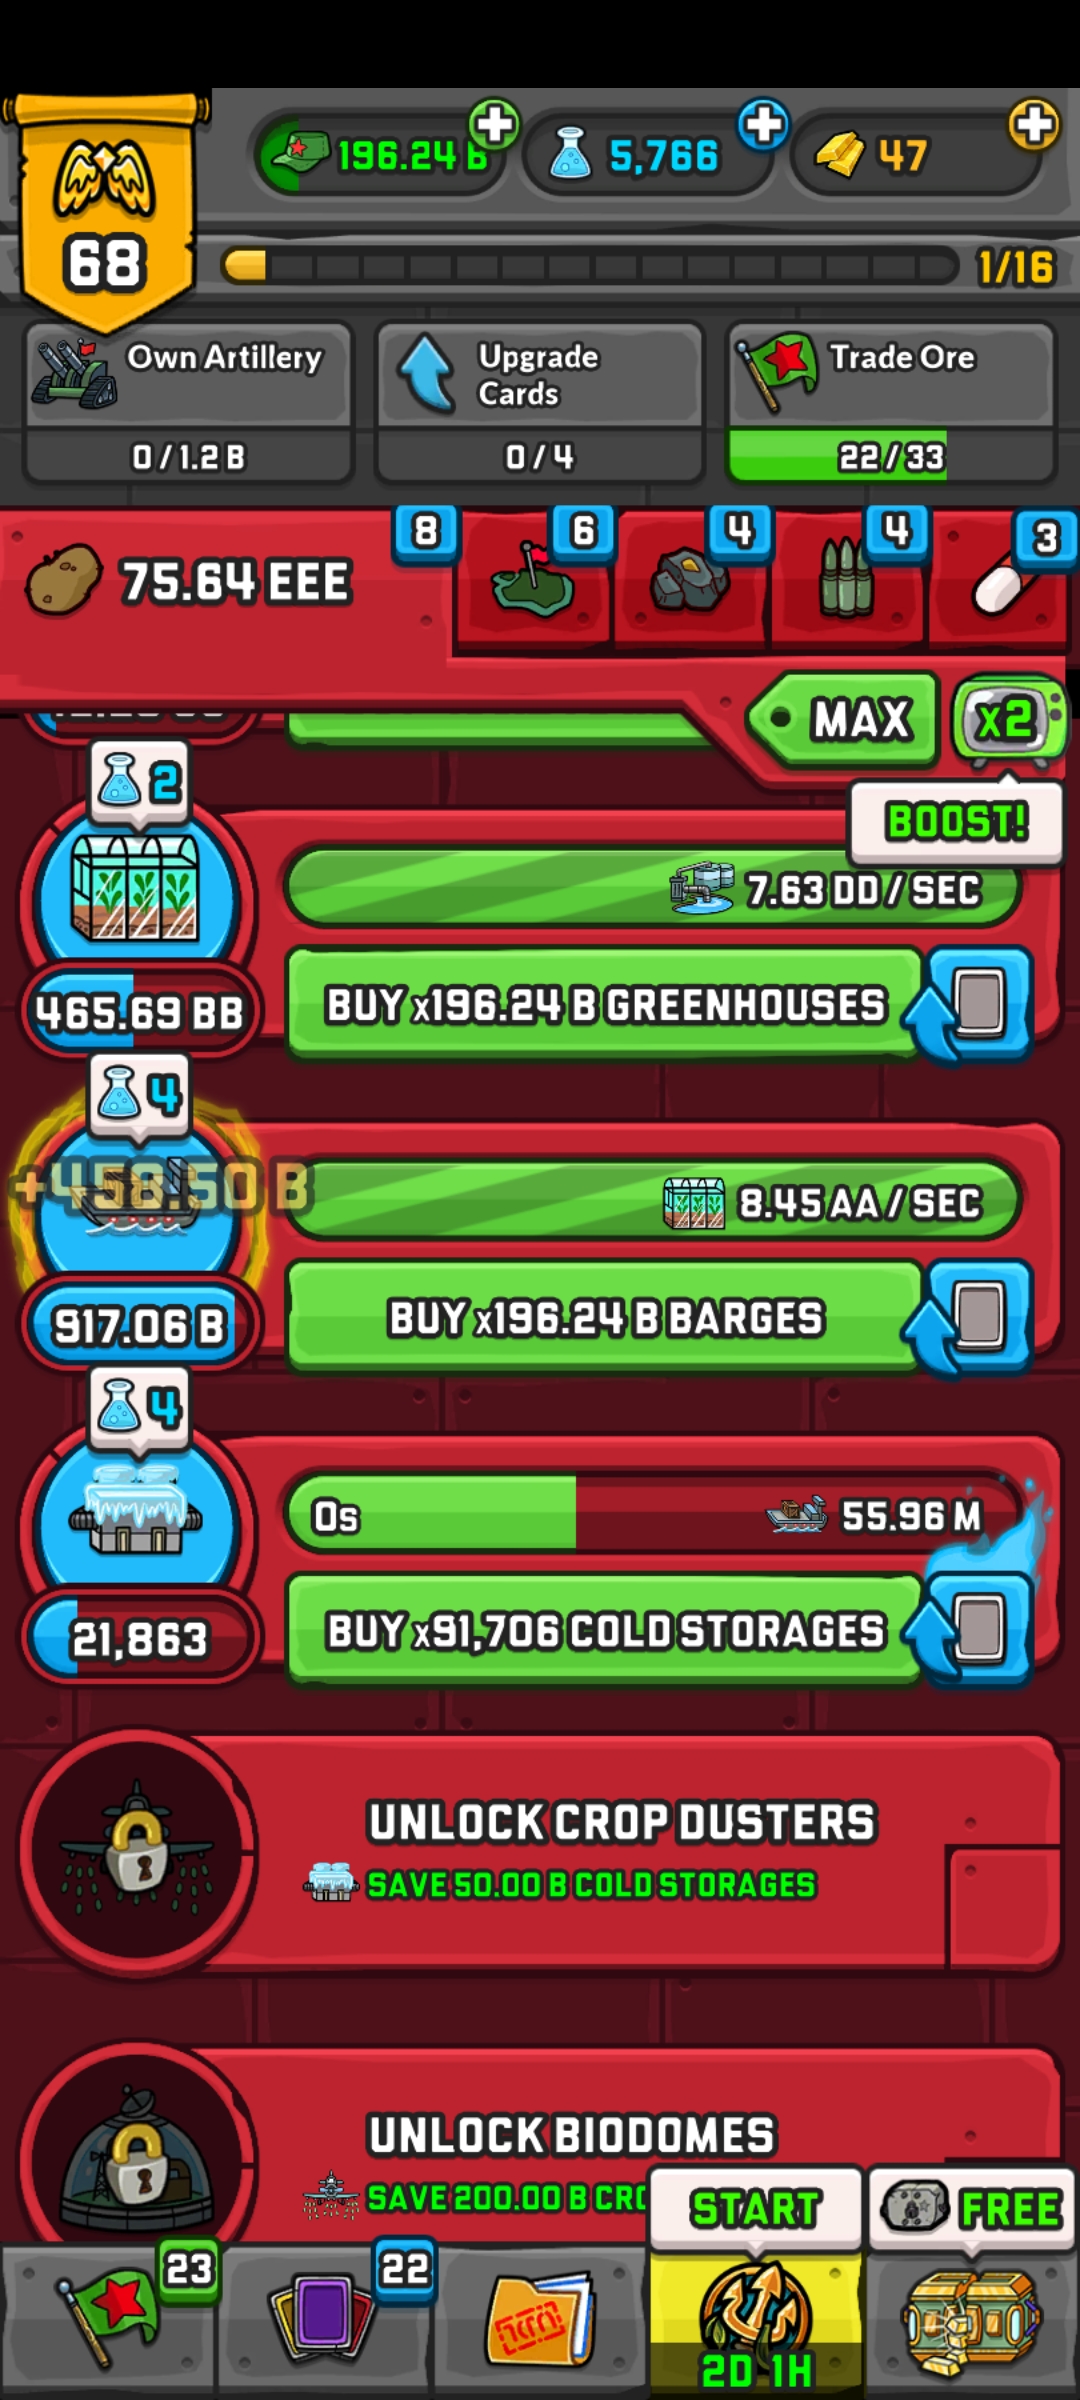 196.24 B
5,766
47
68
1/16
Own Artillery
0 / 1.2 B
Upgrade
Cards
0 / 4
Trade Ore
22 / 33
75.64 EEE
8
6
4
4
3
MAX
x2
BOOST!
2
7.63 DD / SEC
465.69 BB
BUY x196.24 B GREENHOUSES
4
+458.50 B
8.45 AA / SEC
917.06 B
BUY x196.24 B BARGES
4
0s
55.96 M
21,863
BUY x91,706 COLD STORAGES
UNLOCK CROP DUSTERS
SAVE 50.00 B COLD STORAGES
UNLOCK BIODOMES
SAVE 200.00 B CRO
START
FREE
23
22
2D 1H